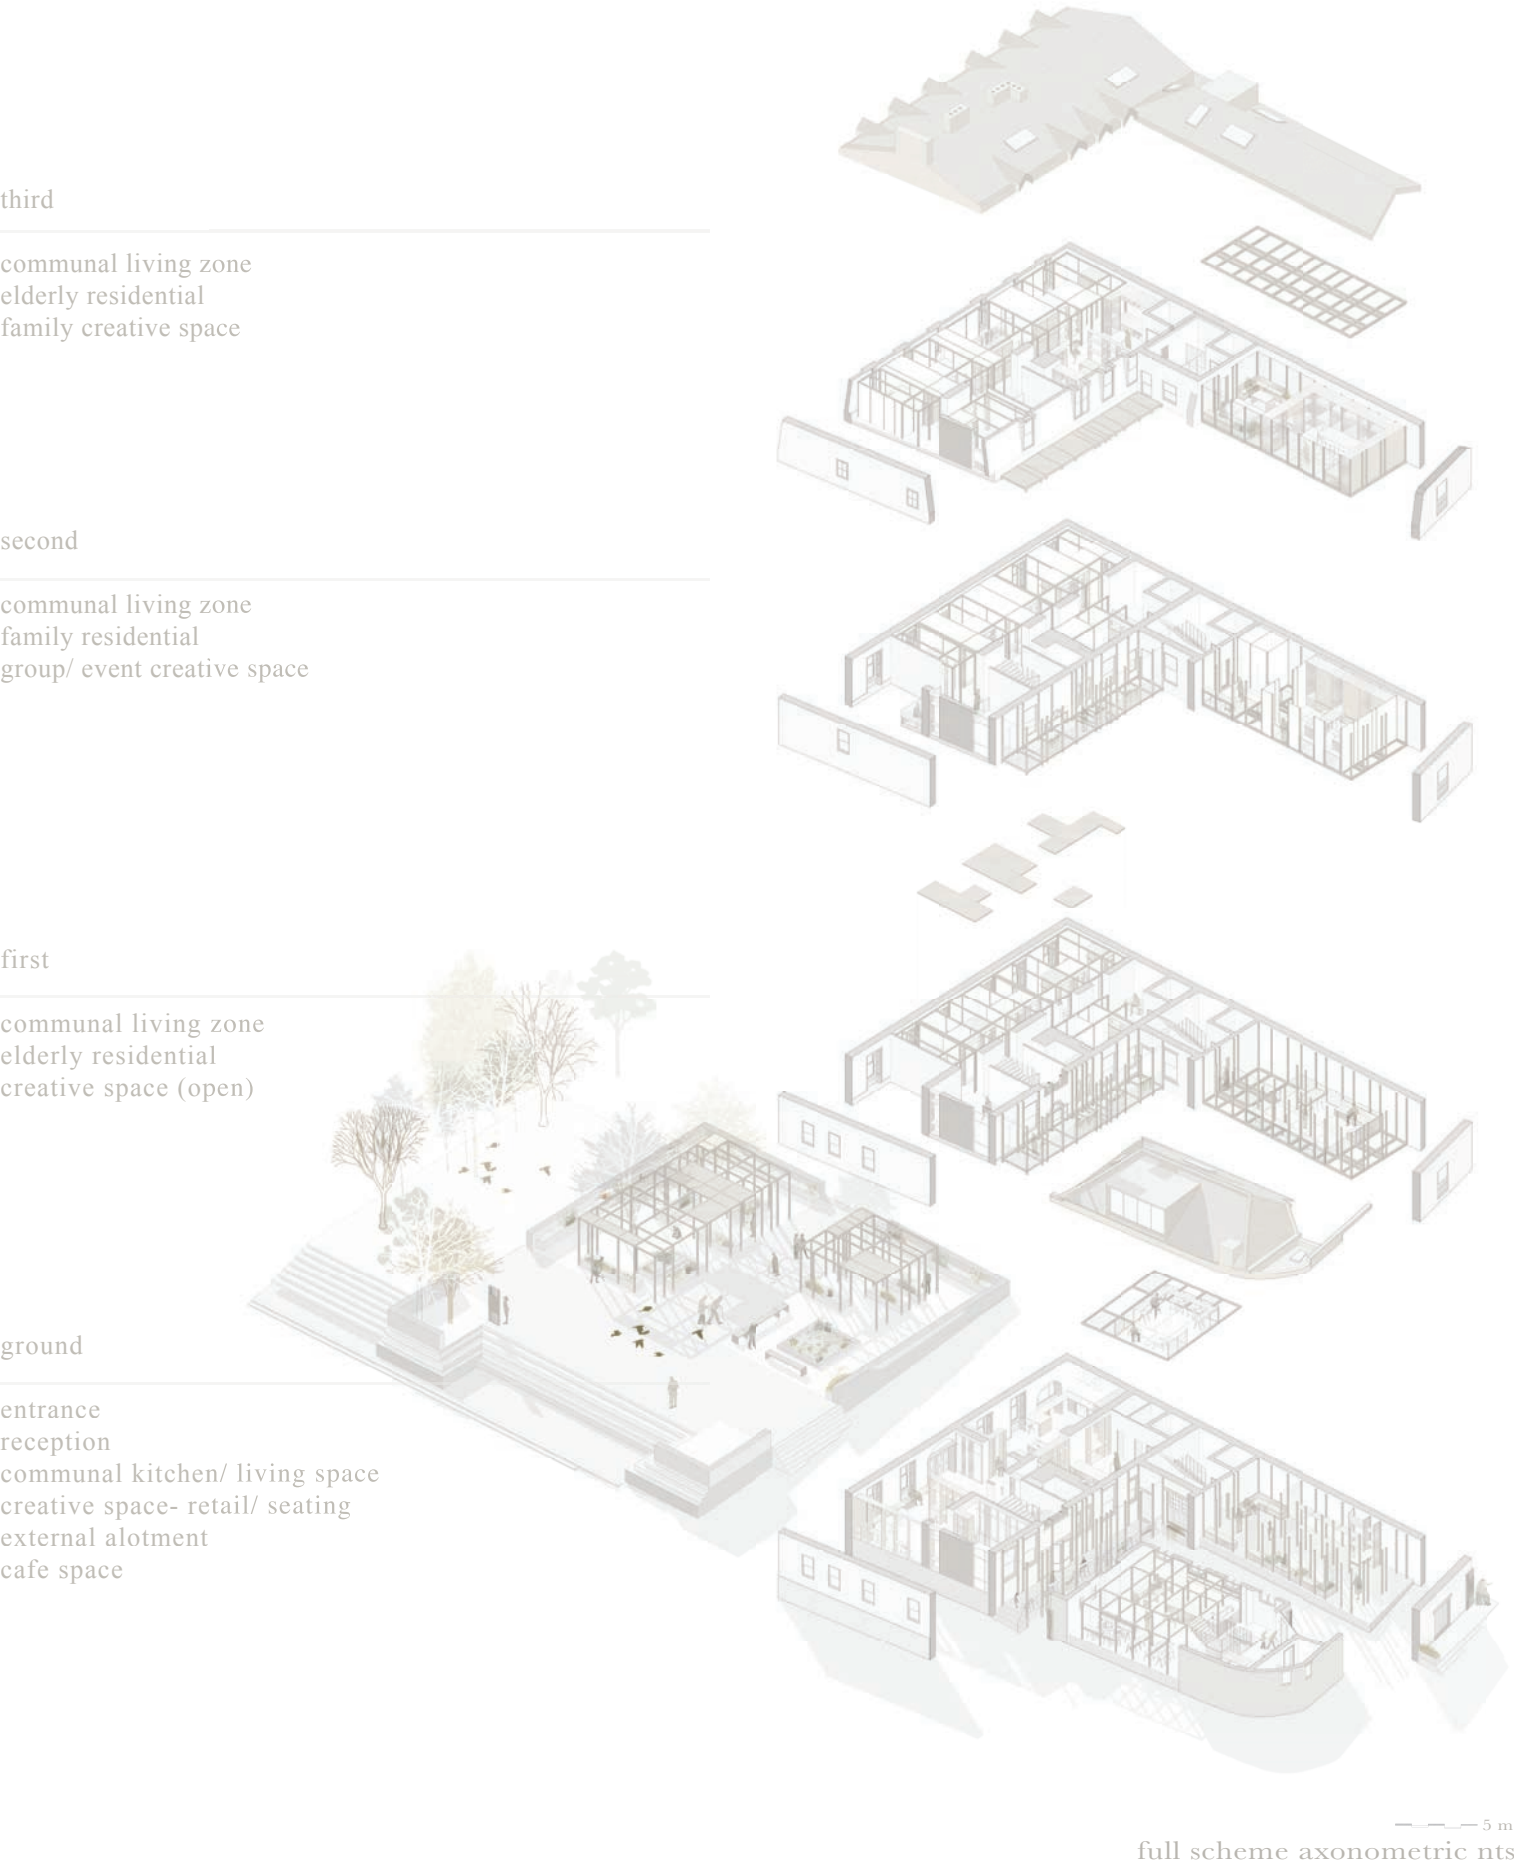 third
communal living zone
elderly residential
family creative space
second
communal living zone
family residential
group/ event creative space
first
communal living zone
elderly residential
creative space (open)
ground
entrance
reception
communal kitchen/ living space
creative space- retail/ seating
external alotment
cafe space
5 m
full scheme axonometric nts